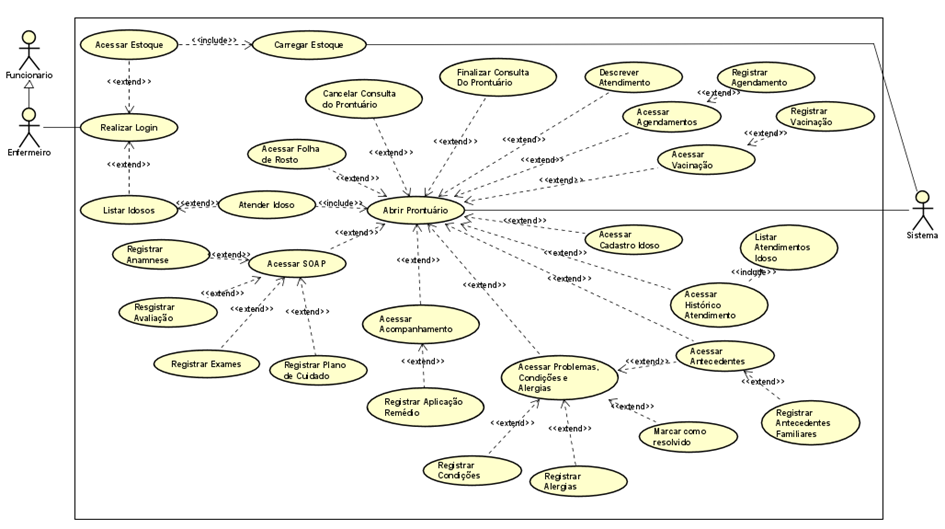 Funcionario
Enfermeiro
Sistema
Acessar Estoque
<<include>>
Carregar Estoque
<<extend>>
Realizar Login
<<extend>>
Listar Idosos
<<extend>>
Atender Idoso
<<include>>
Abrir Prontuário
Cancelar Consulta
do Prontuário
<<extend>>
Finalizar Consulta
Do Prontuário
<<extend>>
Descrever
Atendimento
<<extend>>
Registrar
Agendamento
<<extend>>
Acessar
Agendamentos
<<extend>>
Registrar
Vacinação
<<extend>>
Acessar
Vacinação
<<extend>>
Acessar Folha
de Rosto
<<extend>>
Acessar
Cadastro Idoso
<<extend>>
Listar
Atendimentos
Idoso
<<include>>
Acessar
Histórico
Atendimento
<<extend>>
Registrar
Anamnese
<<extend>>
Acessar SOAP
<<extend>>
Resgistrar
Avaliação
<<extend>>
Registrar Exames
<<extend>>
Registrar Plano
de Cuidado
<<extend>>
Acessar
Acompanhamento
<<extend>>
Registrar Aplicação
Remédio
<<extend>>
Acessar Problemas,
Condições e
Alergias
<<extend>>
Acessar
Antecedentes
<<extend>>
<<extend>>
Registrar
Antecedentes
Familiares
<<extend>>
Marcar como
resolvido
<<extend>>
Registrar
Condições
<<extend>>
Registrar
Alergias
<<extend>>